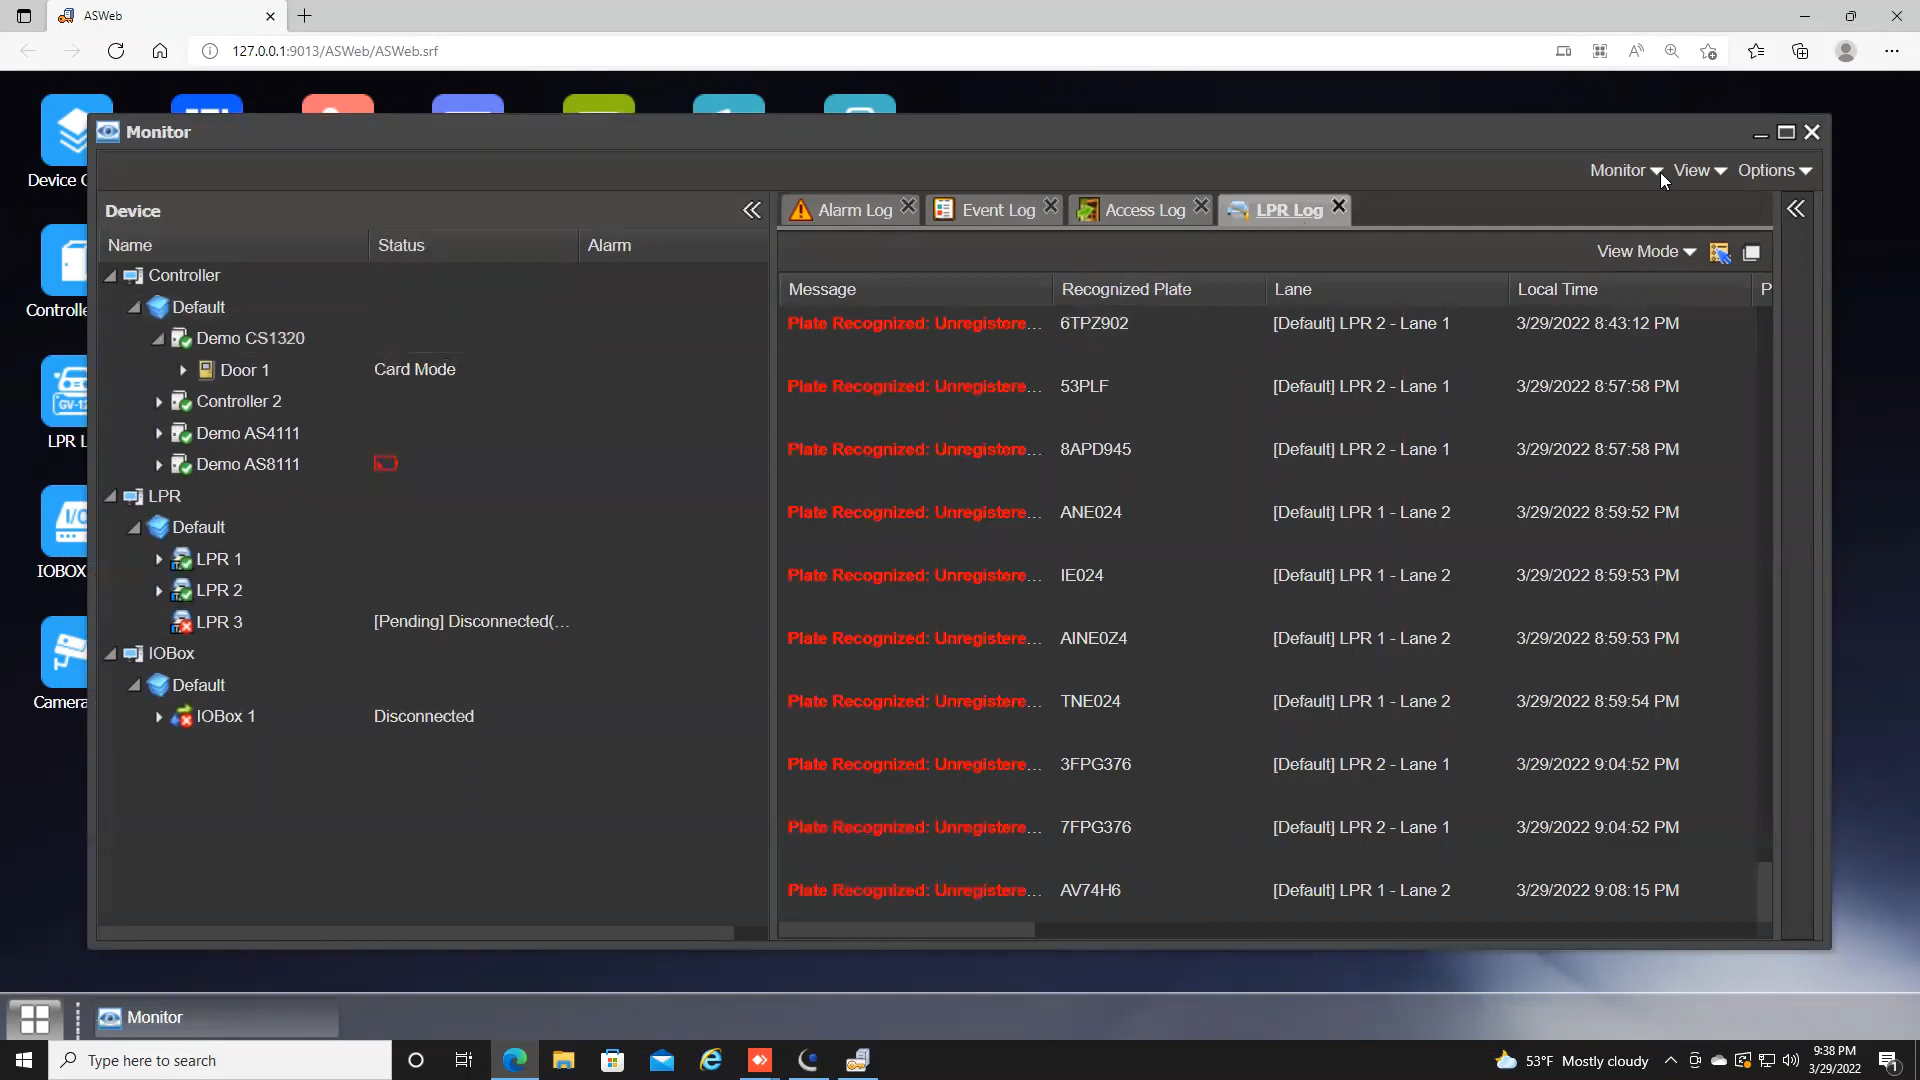 ASWeb
127.0.0.1:9013/ASWeb/ASWeb.srf
Monitor
Monitor View Options
Device
Name Status Alarm
Controller
Default
Demo CS1320
Door 1 Card Mode
Controller 2
Demo AS4111
Demo AS8111
LPR
Default
LPR 1
LPR 2
LPR 3 [Pending] Disconnected(...
IOBox
Default
IOBox 1 Disconnected
Alarm Log Event Log Access Log LPR Log
View Mode
Message Recognized Plate Lane Local Time P
Plate Recognized: Unregistere... 6TPZ902 [Default] LPR 2 - Lane 1 3/29/2022 8:43:12 PM
Plate Recognized: Unregistere... 53PLF [Default] LPR 2 - Lane 1 3/29/2022 8:57:58 PM
Plate Recognized: Unregistere... 8APD945 [Default] LPR 2 - Lane 1 3/29/2022 8:57:58 PM
Plate Recognized: Unregistere... ANE024 [Default] LPR 1 - Lane 2 3/29/2022 8:59:52 PM
Plate Recognized: Unregistere... IE024 [Default] LPR 1 - Lane 2 3/29/2022 8:59:53 PM
Plate Recognized: Unregistere... AINE0Z4 [Default] LPR 1 - Lane 2 3/29/2022 8:59:53 PM
Plate Recognized: Unregistere... TNE024 [Default] LPR 1 - Lane 2 3/29/2022 8:59:54 PM
Plate Recognized: Unregistere... 3FPG376 [Default] LPR 2 - Lane 1 3/29/2022 9:04:52 PM
Plate Recognized: Unregistere... 7FPG376 [Default] LPR 2 - Lane 1 3/29/2022 9:04:52 PM
Plate Recognized: Unregistere... AV74H6 [Default] LPR 1 - Lane 2 3/29/2022 9:08:15 PM
Device
LPR L
I/O
IOBOX
Camera
Monitor
Type here to search
53°F Mostly cloudy
9:38 PM
3/29/2022
1